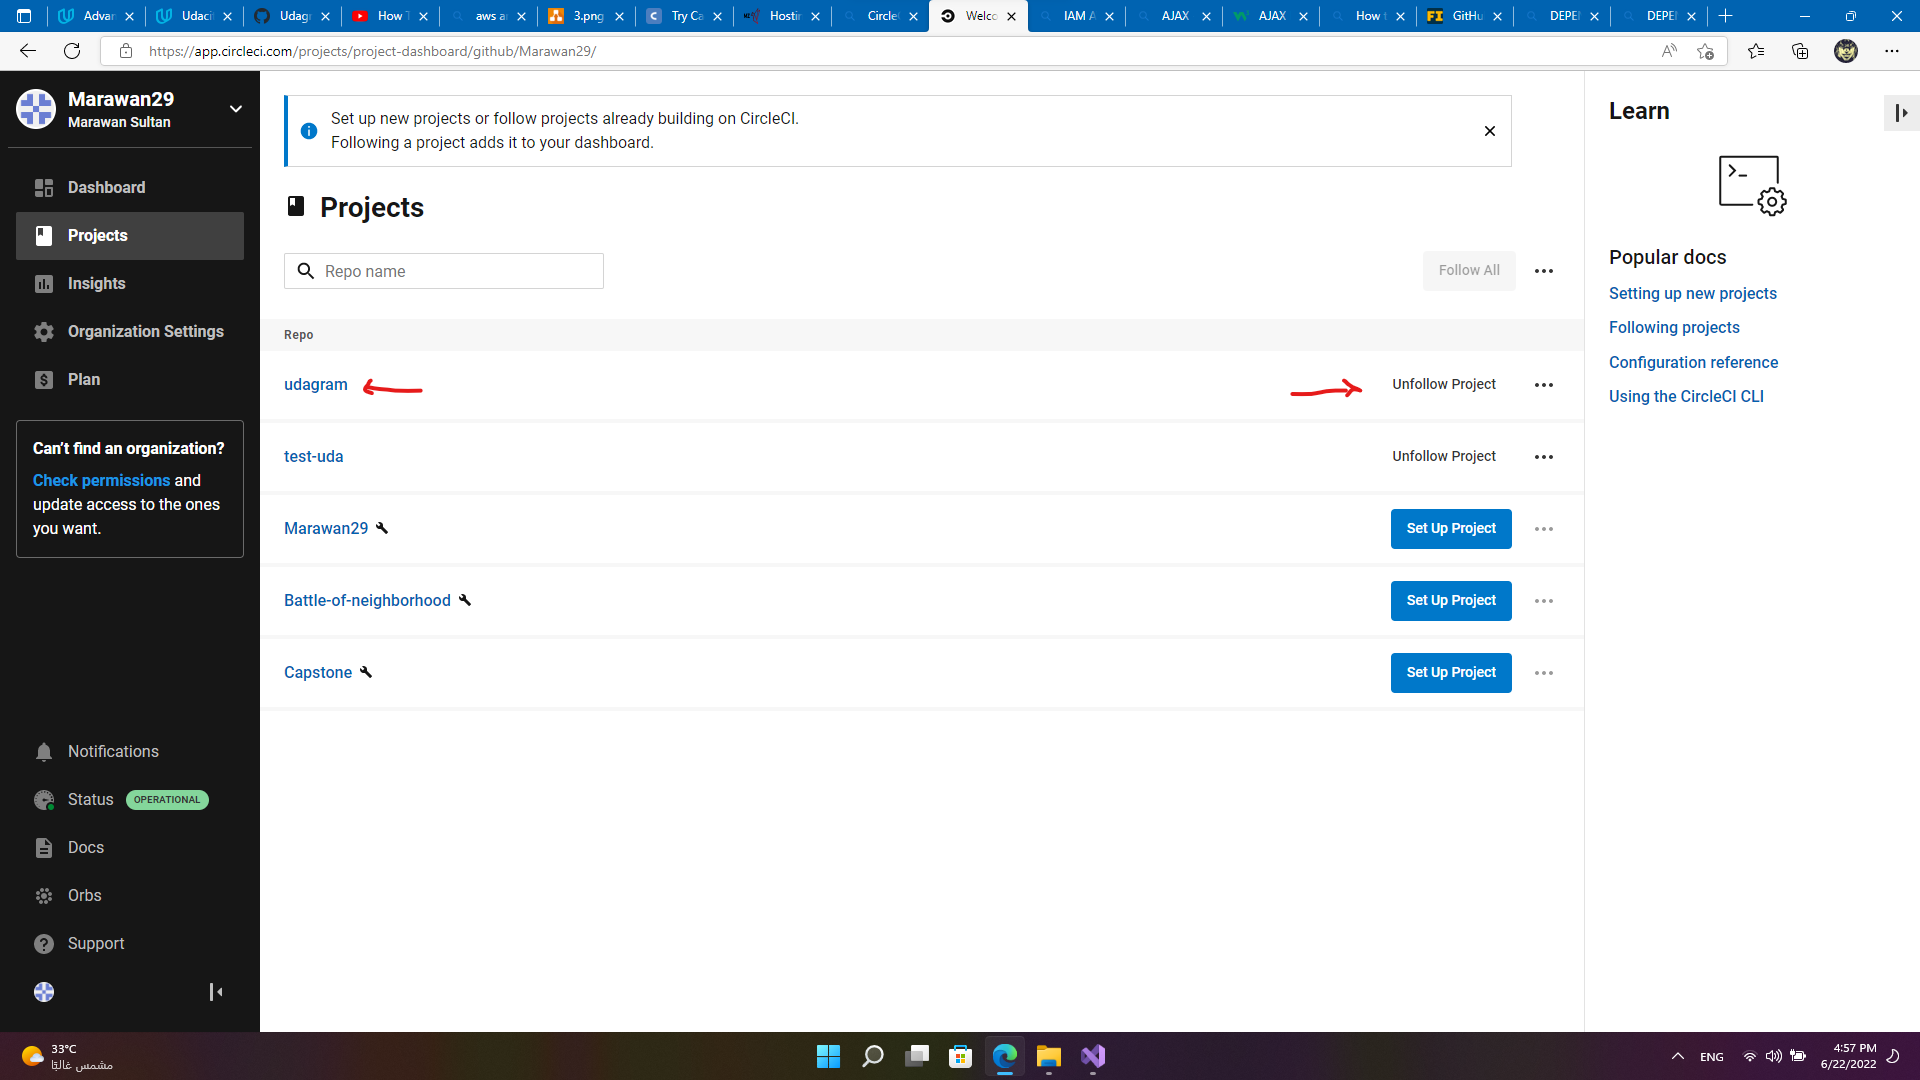 Advan
Udaci
Udagr
How T
aws a
3.png
Try Ca
Hostin
Circle
Welco
IAM A
AJAX
AJAX
How t
GitHu
DEPEN
DEPEN
https://app.circleci.com/projects/project-dashboard/github/Marawan29/
Marawan29
Marawan Sultan
Dashboard
Projects
Insights
Organization Settings
Plan
Can't find an organization?
Check permissions and
update access to the ones
you want.
Notifications
Status OPERATIONAL
Docs
Orbs
Support
Set up new projects or follow projects already building on CircleCI.
Following a project adds it to your dashboard.
Projects
Repo name
Follow All
Repo
udagram
Unfollow Project
test-uda
Unfollow Project
Marawan29
Set Up Project
Battle-of-neighborhood
Set Up Project
Capstone
Set Up Project
Learn
Popular docs
Setting up new projects
Following projects
Configuration reference
Using the CircleCI CLI
33°C
مشمس غالبًا
ENG
4:57 PM
6/22/2022